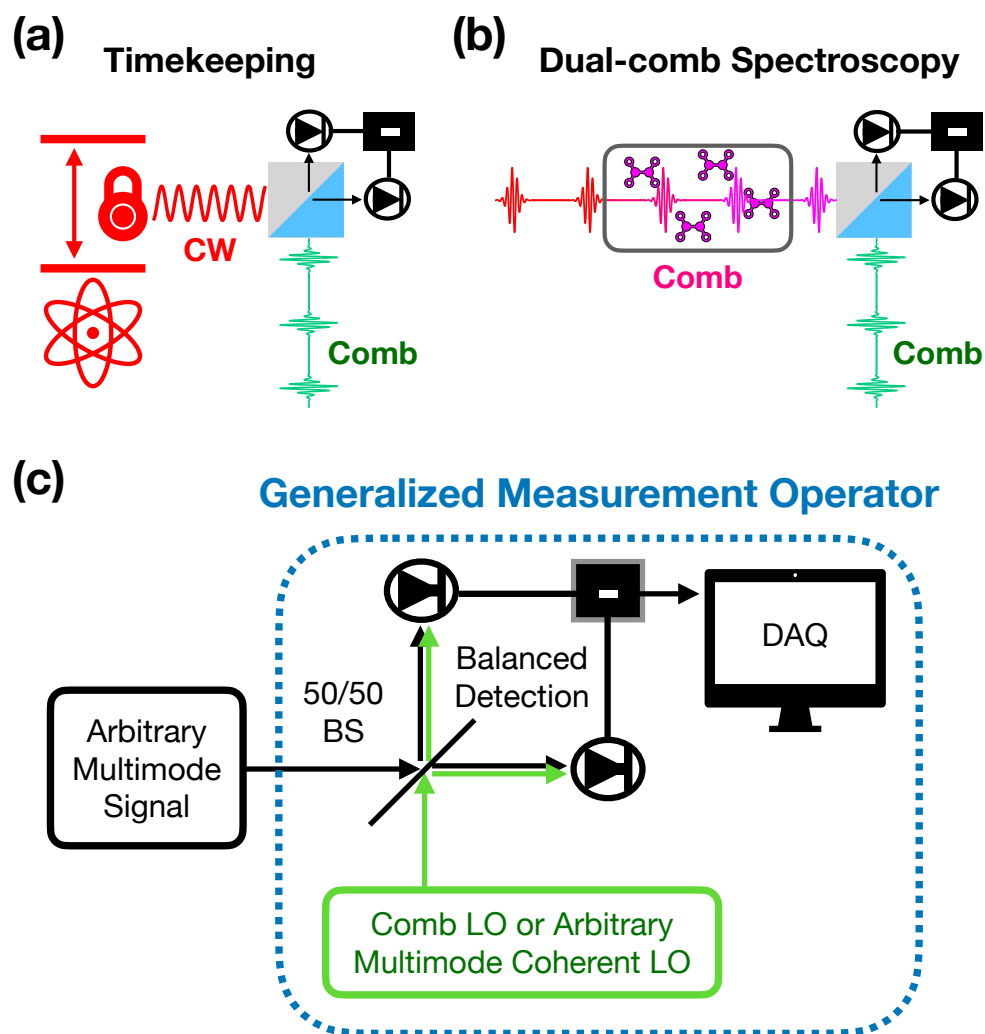 (a)
Timekeeping
CW
Comb
(b)
Dual-comb Spectroscopy
Comb
Comb
(c)
Generalized Measurement Operator
Arbitrary
Multimode
Signal
50/50
BS
Balanced
Detection
DAQ
Comb LO or Arbitrary
Multimode Coherent LO